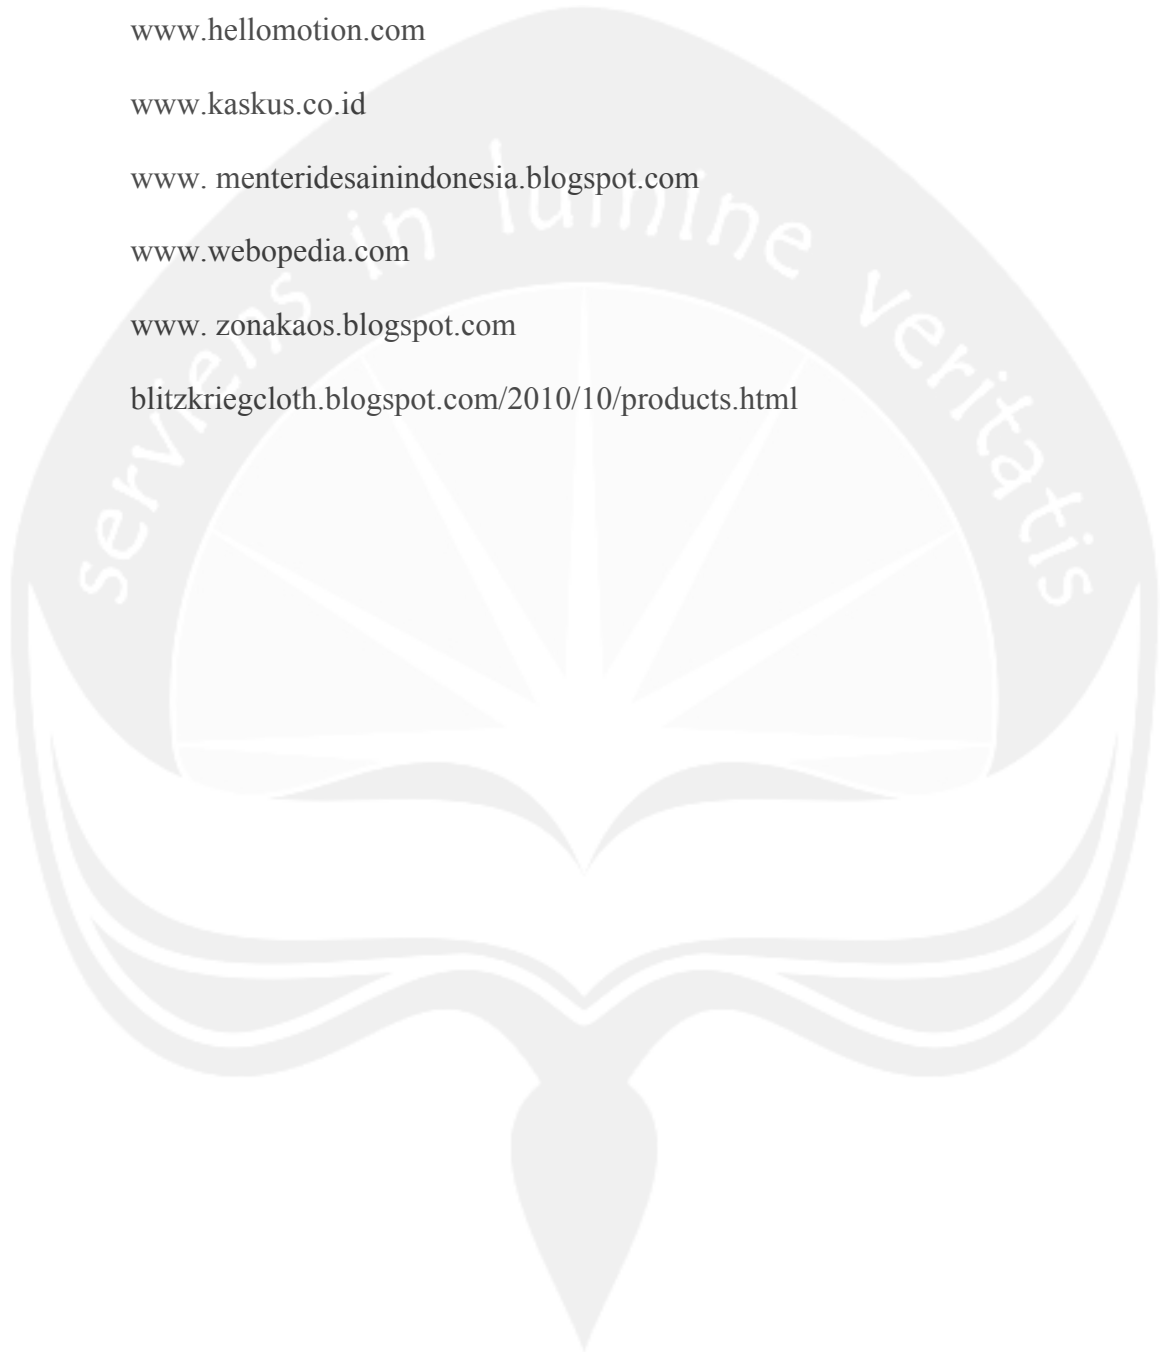 www.hellomotion.com
www.kaskus.co.id
www. menteridesainindonesia.blogspot.com
www.webopedia.com
www. zonakaos.blogspot.com
blitzkriegcloth.blogspot.com/2010/10/products.html
serviens in lumine veritatis